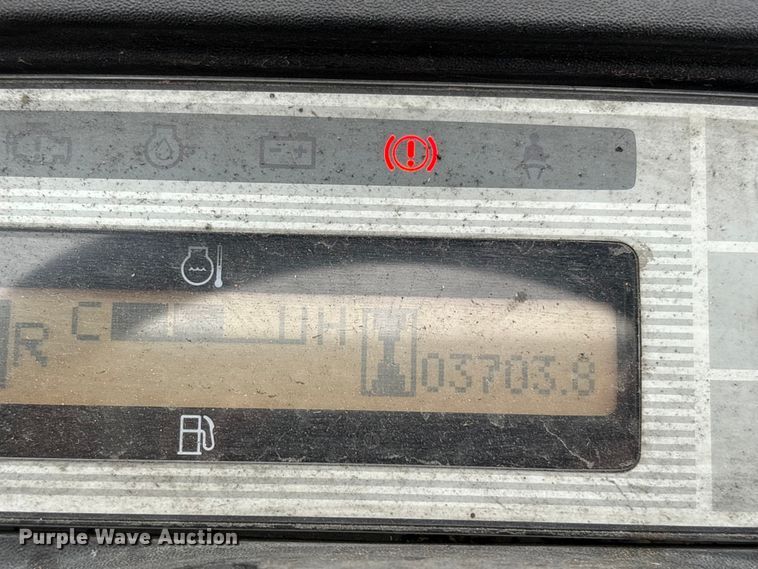 R C H 03703.8
Purple Wave Auction